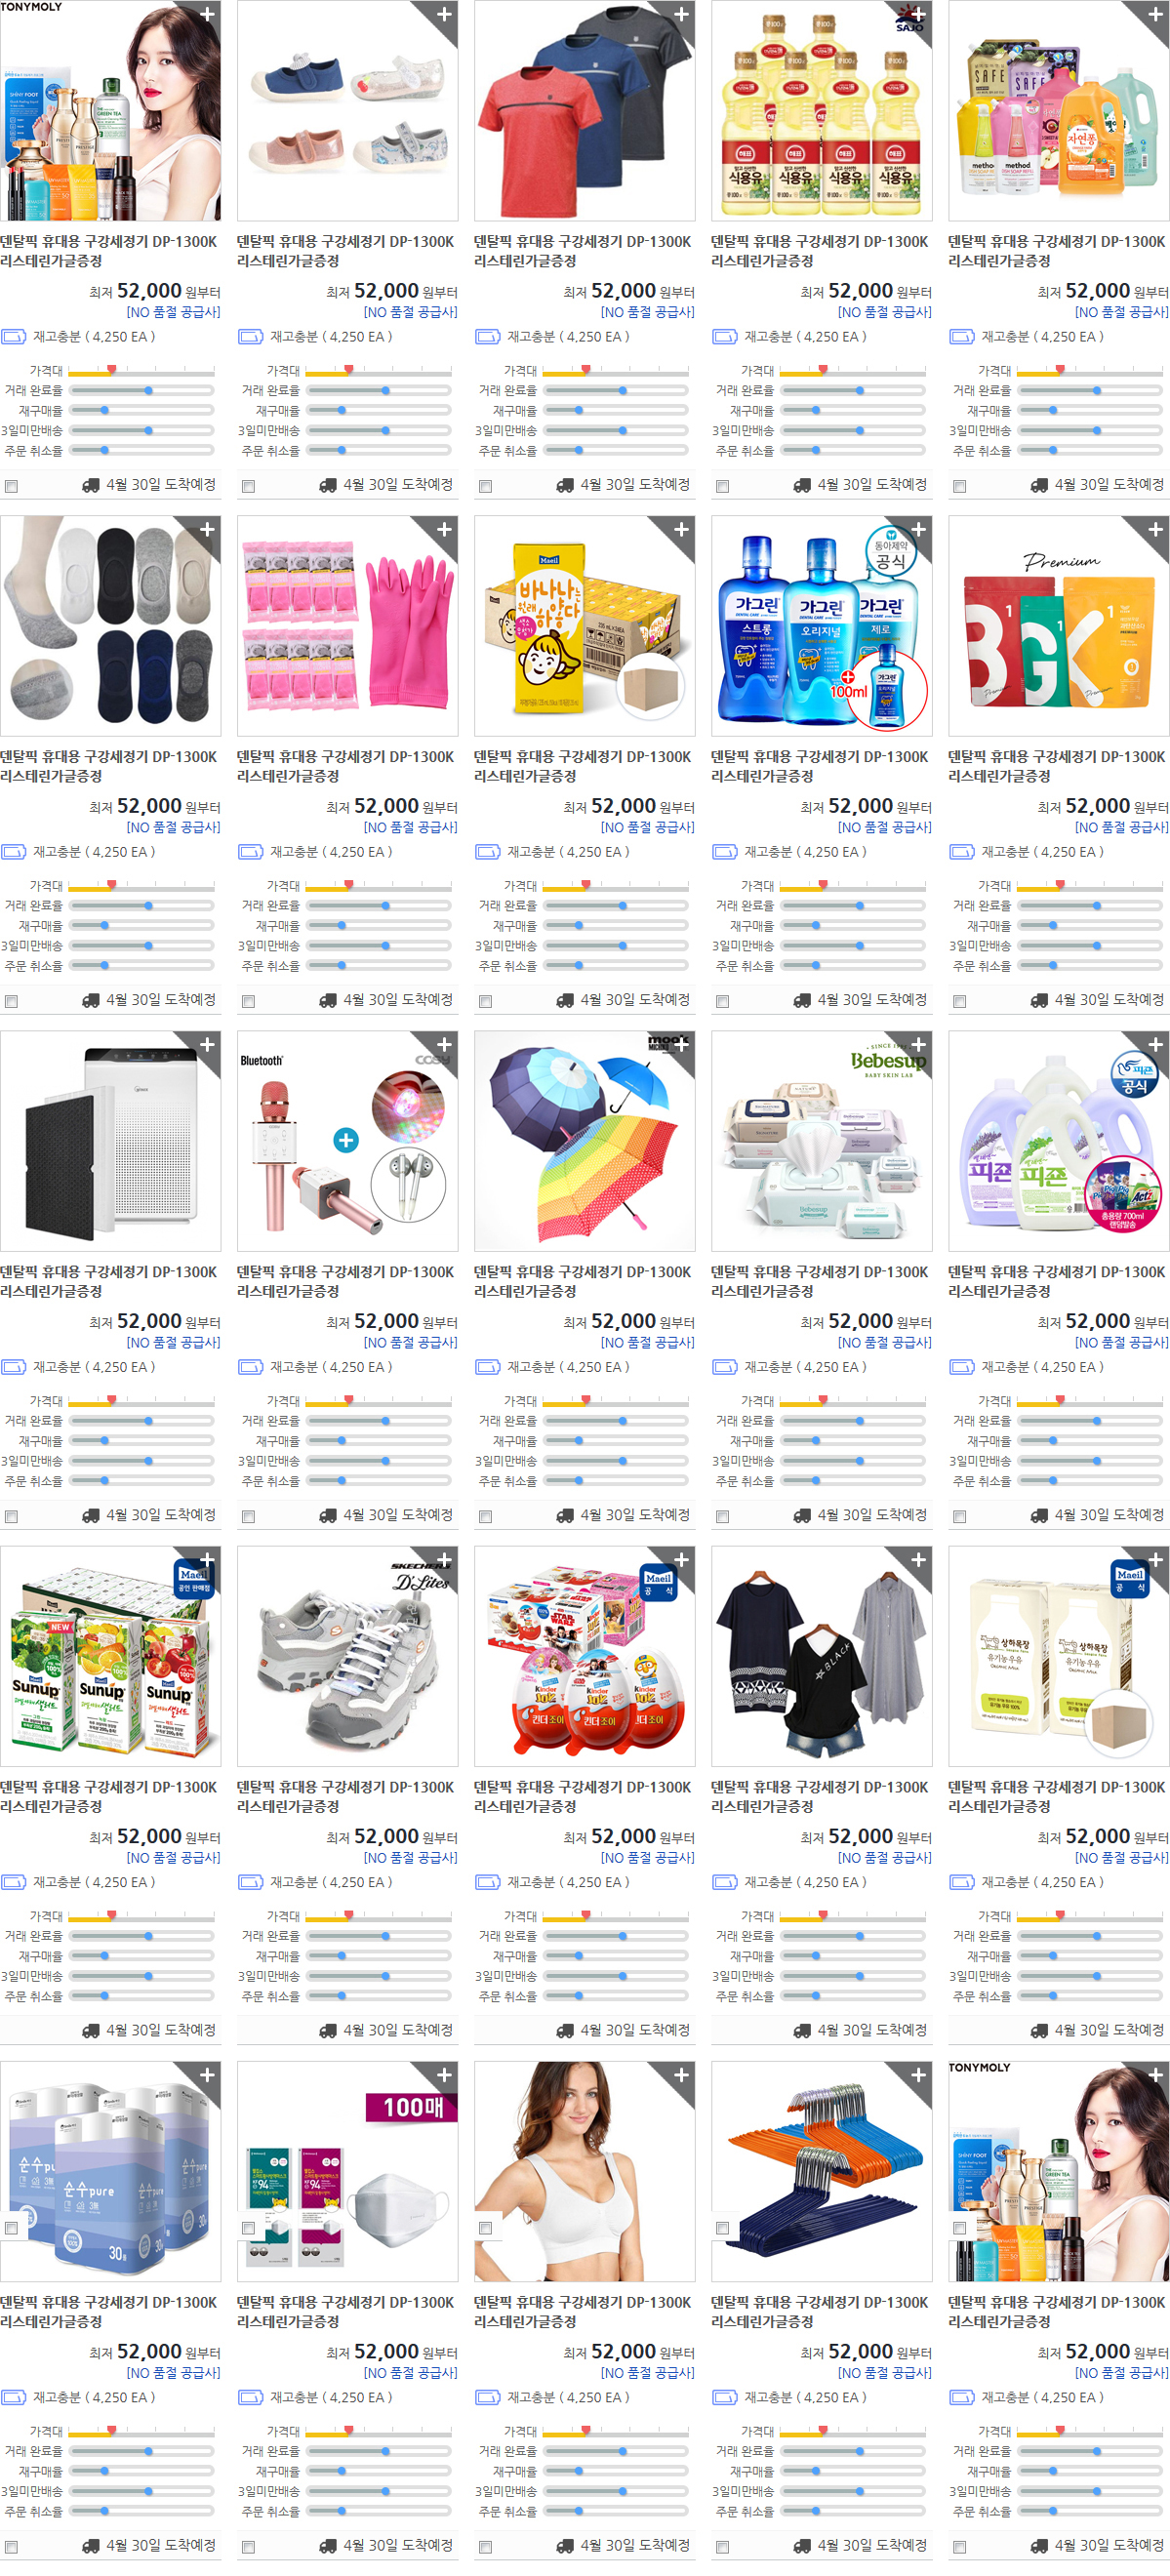 TONYMOLY
SHINY FOOT
THE GREEN TEA
SAJO
해표
식용유
SAFE
method
method
자연퐁
덴탈픽 휴대용 구강세정기 DP-1300K
리스테린가글증정
최저 52,000 원부터
[NO 품절 공급사]
재고충분 ( 4,250 EA )
가격대
거래 완료율
재구매율
3일미만배송
주문 취소율
4월 30일 도착예정
덴탈픽 휴대용 구강세정기 DP-1300K
리스테린가글증정
최저 52,000 원부터
[NO 품절 공급사]
재고충분 ( 4,250 EA )
가격대
거래 완료율
재구매율
3일미만배송
주문 취소율
4월 30일 도착예정
덴탈픽 휴대용 구강세정기 DP-1300K
리스테린가글증정
최저 52,000 원부터
[NO 품절 공급사]
재고충분 ( 4,250 EA )
가격대
거래 완료율
재구매율
3일미만배송
주문 취소율
4월 30일 도착예정
덴탈픽 휴대용 구강세정기 DP-1300K
리스테린가글증정
최저 52,000 원부터
[NO 품절 공급사]
재고충분 ( 4,250 EA )
가격대
거래 완료율
재구매율
3일미만배송
주문 취소율
4월 30일 도착예정
덴탈픽 휴대용 구강세정기 DP-1300K
리스테린가글증정
최저 52,000 원부터
[NO 품절 공급사]
재고충분 ( 4,250 EA )
가격대
거래 완료율
재구매율
3일미만배송
주문 취소율
4월 30일 도착예정
Maeil
바나나는
원래
하얗다
동아제약
공식
가그린
스트롱
가그린
오리지널
가그린
제로
100ml
Premium
B1
G1
K
덴탈픽 휴대용 구강세정기 DP-1300K
리스테린가글증정
최저 52,000 원부터
[NO 품절 공급사]
재고충분 ( 4,250 EA )
가격대
거래 완료율
재구매율
3일미만배송
주문 취소율
4월 30일 도착예정
덴탈픽 휴대용 구강세정기 DP-1300K
리스테린가글증정
최저 52,000 원부터
[NO 품절 공급사]
재고충분 ( 4,250 EA )
가격대
거래 완료율
재구매율
3일미만배송
주문 취소율
4월 30일 도착예정
덴탈픽 휴대용 구강세정기 DP-1300K
리스테린가글증정
최저 52,000 원부터
[NO 품절 공급사]
재고충분 ( 4,250 EA )
가격대
거래 완료율
재구매율
3일미만배송
주문 취소율
4월 30일 도착예정
덴탈픽 휴대용 구강세정기 DP-1300K
리스테린가글증정
최저 52,000 원부터
[NO 품절 공급사]
재고충분 ( 4,250 EA )
가격대
거래 완료율
재구매율
3일미만배송
주문 취소율
4월 30일 도착예정
덴탈픽 휴대용 구강세정기 DP-1300K
리스테린가글증정
최저 52,000 원부터
[NO 품절 공급사]
재고충분 ( 4,250 EA )
가격대
거래 완료율
재구매율
3일미만배송
주문 취소율
4월 30일 도착예정
Bluetooth
COSY
mook
Bebesup
BABY SKIN LAB
피죤
공식
피죤
총용량 700ml
랜덤발송
덴탈픽 휴대용 구강세정기 DP-1300K
리스테린가글증정
최저 52,000 원부터
[NO 품절 공급사]
재고충분 ( 4,250 EA )
가격대
거래 완료율
재구매율
3일미만배송
주문 취소율
4월 30일 도착예정
덴탈픽 휴대용 구강세정기 DP-1300K
리스테린가글증정
최저 52,000 원부터
[NO 품절 공급사]
재고충분 ( 4,250 EA )
가격대
거래 완료율
재구매율
3일미만배송
주문 취소율
4월 30일 도착예정
덴탈픽 휴대용 구강세정기 DP-1300K
리스테린가글증정
최저 52,000 원부터
[NO 품절 공급사]
재고충분 ( 4,250 EA )
가격대
거래 완료율
재구매율
3일미만배송
주문 취소율
4월 30일 도착예정
덴탈픽 휴대용 구강세정기 DP-1300K
리스테린가글증정
최저 52,000 원부터
[NO 품절 공급사]
재고충분 ( 4,250 EA )
가격대
거래 완료율
재구매율
3일미만배송
주문 취소율
4월 30일 도착예정
덴탈픽 휴대용 구강세정기 DP-1300K
리스테린가글증정
최저 52,000 원부터
[NO 품절 공급사]
재고충분 ( 4,250 EA )
가격대
거래 완료율
재구매율
3일미만배송
주문 취소율
4월 30일 도착예정
Maeil
공인 판매점
NEW
Sunup
Sunup
Sunup
SKECHERS
D'Lites
Maeil
공식
STAR WARS
Kinder
킨더조이
BLACK
Maeil
공식
상하목장
유기농우유
상하목장
유기농우유
덴탈픽 휴대용 구강세정기 DP-1300K
리스테린가글증정
최저 52,000 원부터
[NO 품절 공급사]
재고충분 ( 4,250 EA )
가격대
거래 완료율
재구매율
3일미만배송
주문 취소율
4월 30일 도착예정
덴탈픽 휴대용 구강세정기 DP-1300K
리스테린가글증정
최저 52,000 원부터
[NO 품절 공급사]
재고충분 ( 4,250 EA )
가격대
거래 완료율
재구매율
3일미만배송
주문 취소율
4월 30일 도착예정
덴탈픽 휴대용 구강세정기 DP-1300K
리스테린가글증정
최저 52,000 원부터
[NO 품절 공급사]
재고충분 ( 4,250 EA )
가격대
거래 완료율
재구매율
3일미만배송
주문 취소율
4월 30일 도착예정
덴탈픽 휴대용 구강세정기 DP-1300K
리스테린가글증정
최저 52,000 원부터
[NO 품절 공급사]
재고충분 ( 4,250 EA )
가격대
거래 완료율
재구매율
3일미만배송
주문 취소율
4월 30일 도착예정
덴탈픽 휴대용 구강세정기 DP-1300K
리스테린가글증정
최저 52,000 원부터
[NO 품절 공급사]
재고충분 ( 4,250 EA )
가격대
거래 완료율
재구매율
3일미만배송
주문 취소율
4월 30일 도착예정
순수pure
30롤
100매
94
94
TONYMOLY
SHINY FOOT
THE GREEN TEA
덴탈픽 휴대용 구강세정기 DP-1300K
리스테린가글증정
최저 52,000 원부터
[NO 품절 공급사]
재고충분 ( 4,250 EA )
가격대
거래 완료율
재구매율
3일미만배송
주문 취소율
4월 30일 도착예정
덴탈픽 휴대용 구강세정기 DP-1300K
리스테린가글증정
최저 52,000 원부터
[NO 품절 공급사]
재고충분 ( 4,250 EA )
가격대
거래 완료율
재구매율
3일미만배송
주문 취소율
4월 30일 도착예정
덴탈픽 휴대용 구강세정기 DP-1300K
리스테린가글증정
최저 52,000 원부터
[NO 품절 공급사]
재고충분 ( 4,250 EA )
가격대
거래 완료율
재구매율
3일미만배송
주문 취소율
4월 30일 도착예정
덴탈픽 휴대용 구강세정기 DP-1300K
리스테린가글증정
최저 52,000 원부터
[NO 품절 공급사]
재고충분 ( 4,250 EA )
가격대
거래 완료율
재구매율
3일미만배송
주문 취소율
4월 30일 도착예정
덴탈픽 휴대용 구강세정기 DP-1300K
리스테린가글증정
최저 52,000 원부터
[NO 품절 공급사]
재고충분 ( 4,250 EA )
가격대
거래 완료율
재구매율
3일미만배송
주문 취소율
4월 30일 도착예정